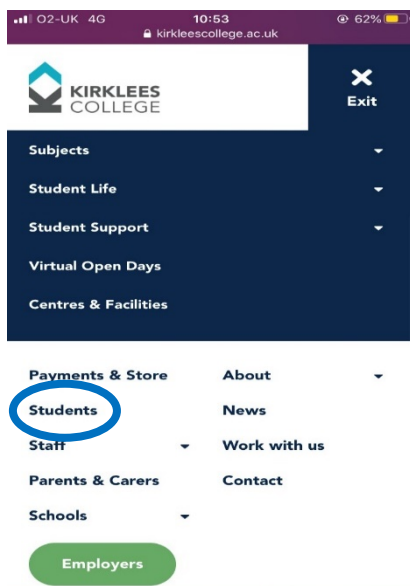 O2-UK 4G 10:53 62%
kirkleescollege.ac.uk
KIRKLEES
COLLEGE
Exit
Subjects
Student Life
Student Support
Virtual Open Days
Centres & Facilities
Payments & Store
Students
Staff
Parents & Carers
Schools
About
News
Work with us
Contact
Employers